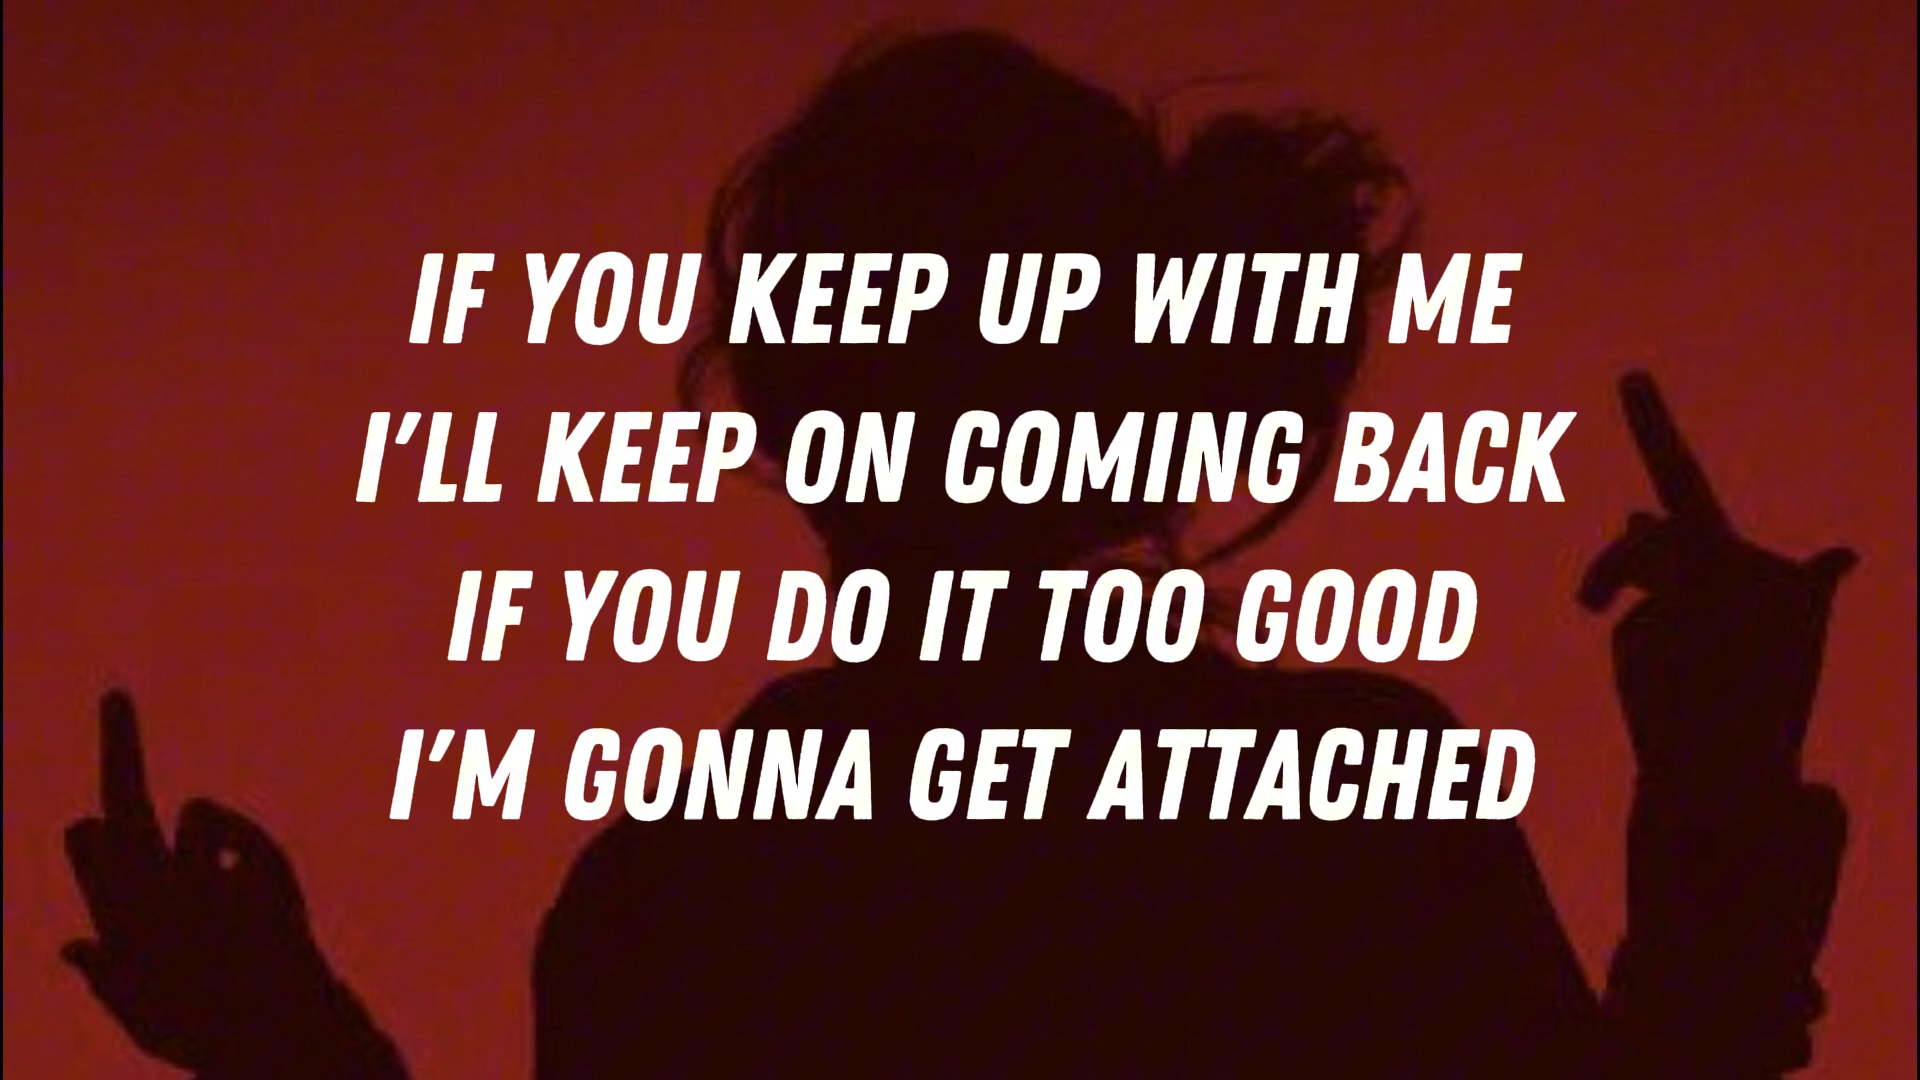 IF YOU KEEP UP WITH ME
I'LL KEEP ON COMING BACK
IF YOU DO IT TOO GOOD
I'M GONNA GET ATTACHED